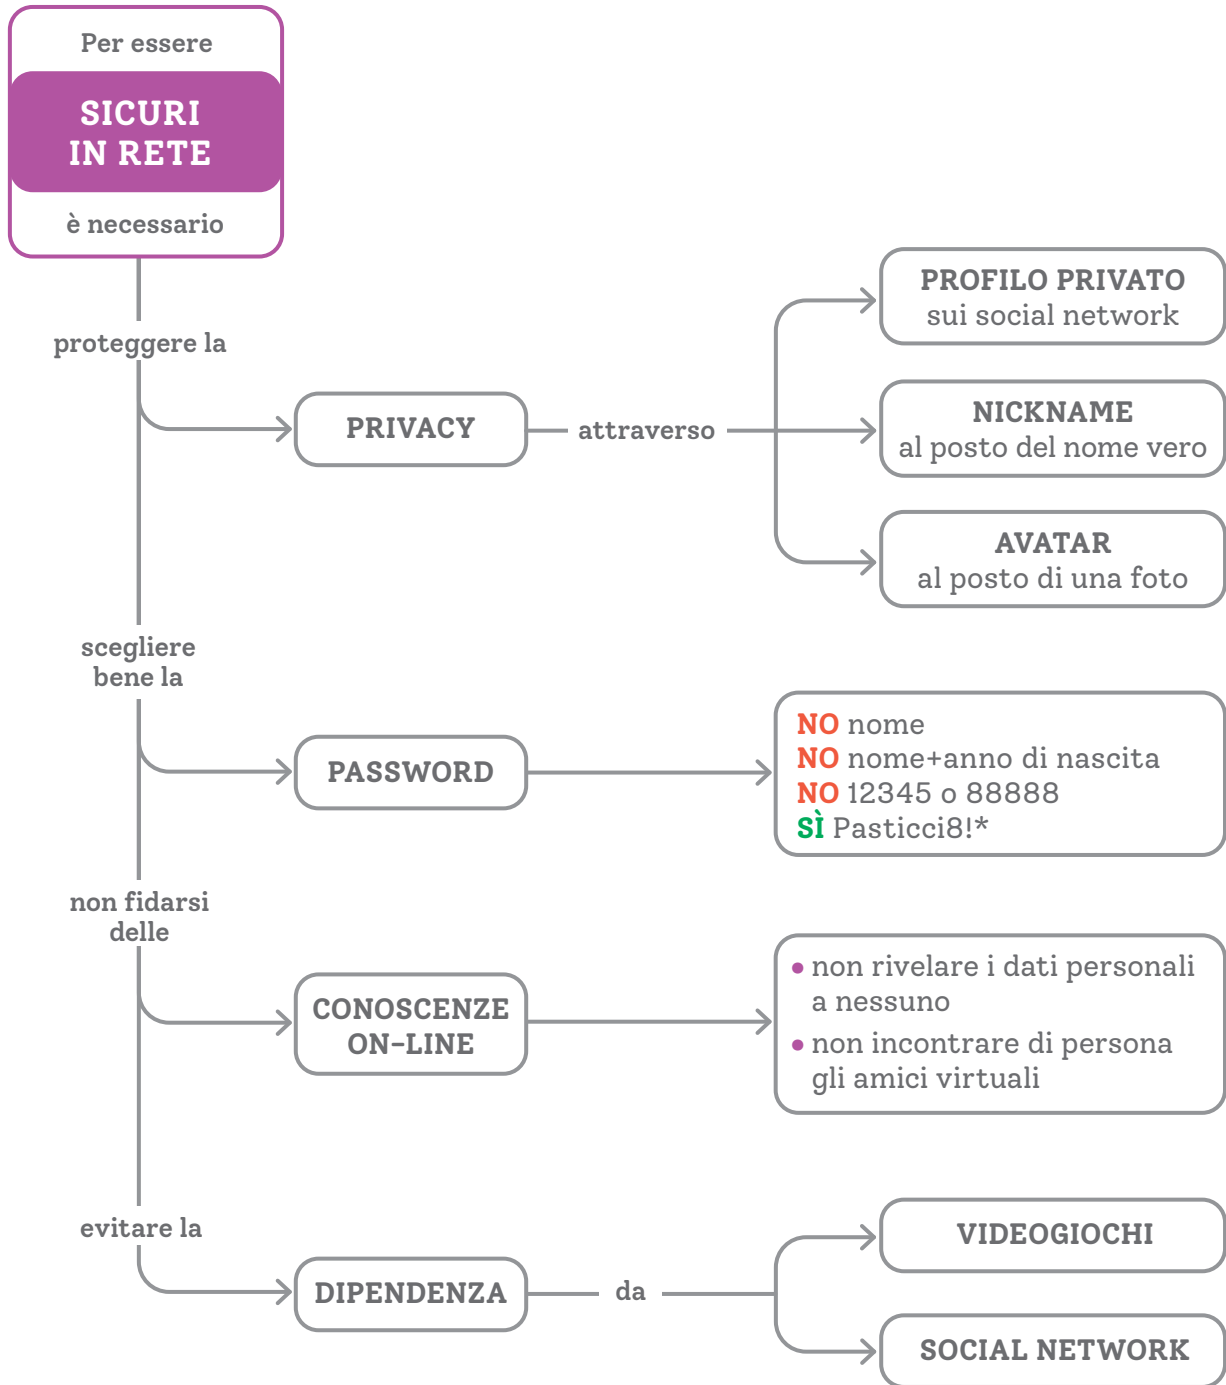 Per essere
SICURI
IN RETE
è necessario
proteggere la
PRIVACY
attraverso
PROFILO PRIVATO
sui social network
NICKNAME
al posto del nome vero
AVATAR
al posto di una foto
scegliere
bene la
PASSWORD
NO nome
NO nome+anno di nascita
NO 12345 o 88888
SÌ Pasticci8!*
non fidarsi
delle
CONOSCENZE
ON-LINE
• non rivelare i dati personali
a nessuno
• non incontrare di persona
gli amici virtuali
evitare la
DIPENDENZA
da
VIDEOGIOCHI
SOCIAL NETWORK